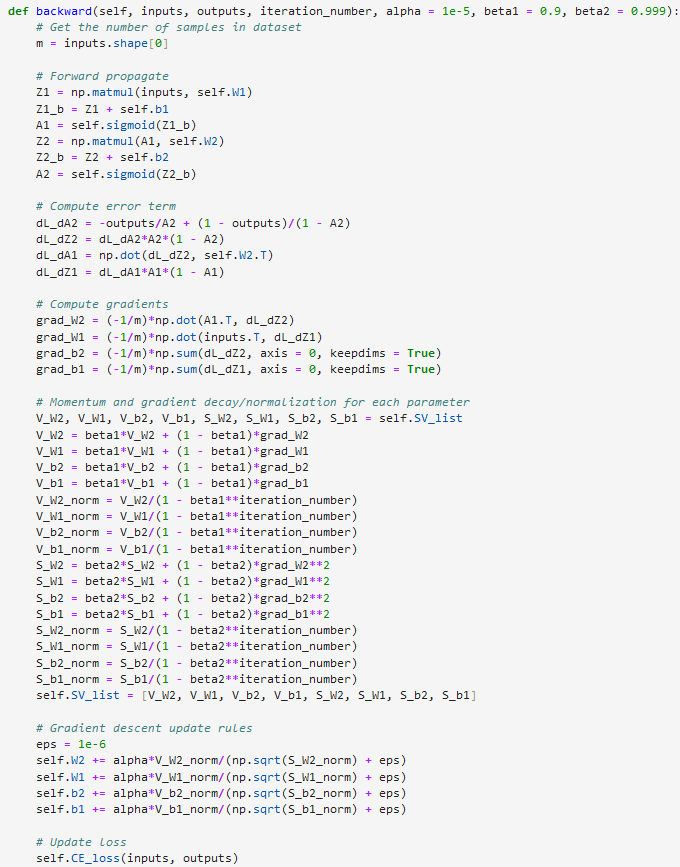 def backward(self, inputs, outputs, iteration_number, alpha = 1e-5, beta1 = 0.9, beta2 = 0.999):
    # Get the number of samples in dataset
    m = inputs.shape[0]

    # Forward propagate
    Z1 = np.matmul(inputs, self.W1)
    Z1_b = Z1 + self.b1
    A1 = self.sigmoid(Z1_b)
    Z2 = np.matmul(A1, self.W2)
    Z2_b = Z2 + self.b2
    A2 = self.sigmoid(Z2_b)

    # Compute error term
    dL_dA2 = -outputs/A2 + (1 - outputs)/(1 - A2)
    dL_dZ2 = dL_dA2*A2*(1 - A2)
    dL_dA1 = np.dot(dL_dZ2, self.W2.T)
    dL_dZ1 = dL_dA1*A1*(1 - A1)

    # Compute gradients
    grad_W2 = (-1/m)*np.dot(A1.T, dL_dZ2)
    grad_W1 = (-1/m)*np.dot(inputs.T, dL_dZ1)
    grad_b2 = (-1/m)*np.sum(dL_dZ2, axis = 0, keepdims = True)
    grad_b1 = (-1/m)*np.sum(dL_dZ1, axis = 0, keepdims = True)

    # Momentum and gradient decay/normalization for each parameter
    V_W2, V_W1, V_b2, V_b1, S_W2, S_W1, S_b2, S_b1 = self.SV_list
    V_W2 = beta1*V_W2 + (1 - beta1)*grad_W2
    V_W1 = beta1*V_W1 + (1 - beta1)*grad_W1
    V_b2 = beta1*V_b2 + (1 - beta1)*grad_b2
    V_b1 = beta1*V_b1 + (1 - beta1)*grad_b1
    V_W2_norm = V_W2/(1 - beta1**iteration_number)
    V_W1_norm = V_W1/(1 - beta1**iteration_number)
    V_b2_norm = V_b2/(1 - beta1**iteration_number)
    V_b1_norm = V_b1/(1 - beta1**iteration_number)
    S_W2 = beta2*S_W2 + (1 - beta2)*grad_W2**2
    S_W1 = beta2*S_W1 + (1 - beta2)*grad_W1**2
    S_b2 = beta2*S_b2 + (1 - beta2)*grad_b2**2
    S_b1 = beta2*S_b1 + (1 - beta2)*grad_b1**2
    S_W2_norm = S_W2/(1 - beta2**iteration_number)
    S_W1_norm = S_W1/(1 - beta2**iteration_number)
    S_b2_norm = S_b2/(1 - beta2**iteration_number)
    S_b1_norm = S_b1/(1 - beta2**iteration_number)
    self.SV_list = [V_W2, V_W1, V_b2, V_b1, S_W2, S_W1, S_b2, S_b1]

    # Gradient descent update rules
    eps = 1e-6
    self.W2 += alpha*V_W2_norm/(np.sqrt(S_W2_norm) + eps)
    self.W1 += alpha*V_W1_norm/(np.sqrt(S_W1_norm) + eps)
    self.b2 += alpha*V_b2_norm/(np.sqrt(S_b2_norm) + eps)
    self.b1 += alpha*V_b1_norm/(np.sqrt(S_b1_norm) + eps)

    # Update loss
    self.CE_loss(inputs, outputs)